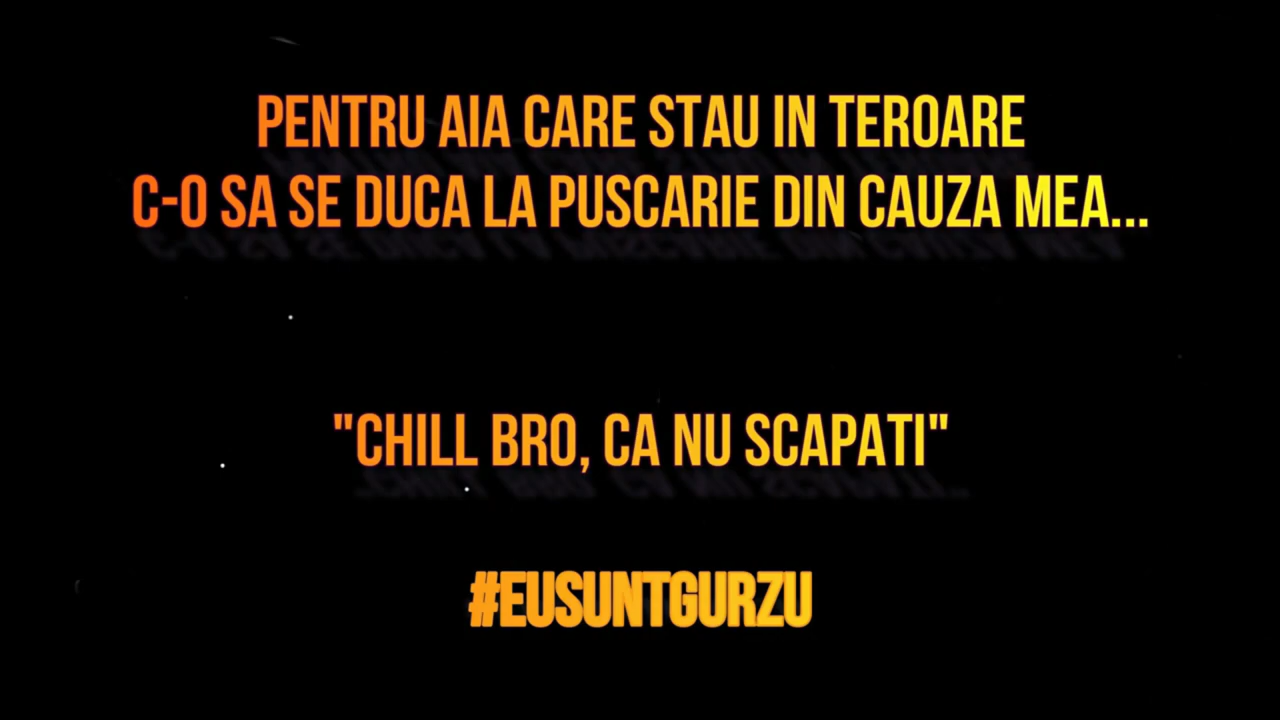 PENTRU AIA CARE STAU IN TEROARE
C-O SA SE DUCA LA PUSCARIE DIN CAUZA MEA...
"CHILL BRO, CA NU SCAPATI"
#EUSUNTGURZU